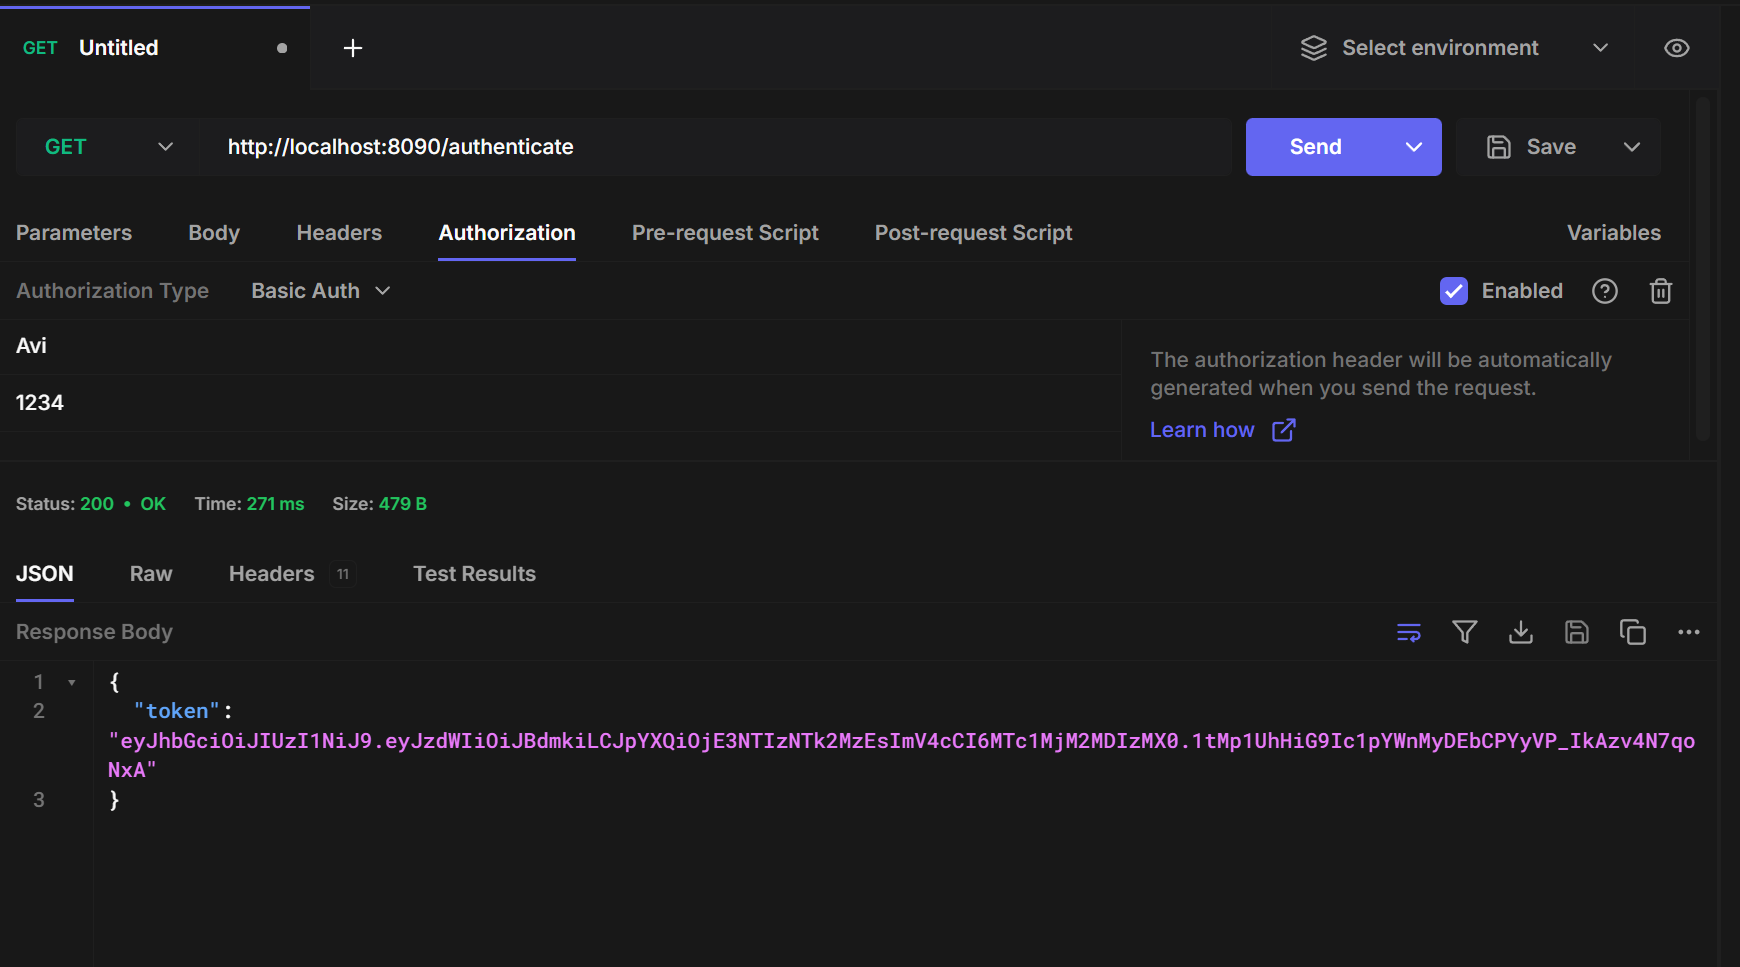 GET Untitled
Select environment
GET http://localhost:8090/authenticate Send Save
Parameters Body Headers Authorization Pre-request Script Post-request Script Variables
Authorization Type Basic Auth Enabled
Avi
1234
The authorization header will be automatically
generated when you send the request.
Learn how
Status: 200 • OK Time: 271 ms Size: 479 B
JSON Raw Headers 11 Test Results
Response Body
1 {
2 "token":
"eyJhbGciOiJIUzI1NiJ9.eyJzdWIiOiJBdmkiLCJpYXQiOjE3NTIzNTk2MzEsImV4cCI6MTc1MjM2MDIzMX0.1tMp1UhHiG9Ic1pYWnMyDEbCPYyVP_IkAzv4N7qo
NxA"
3 }